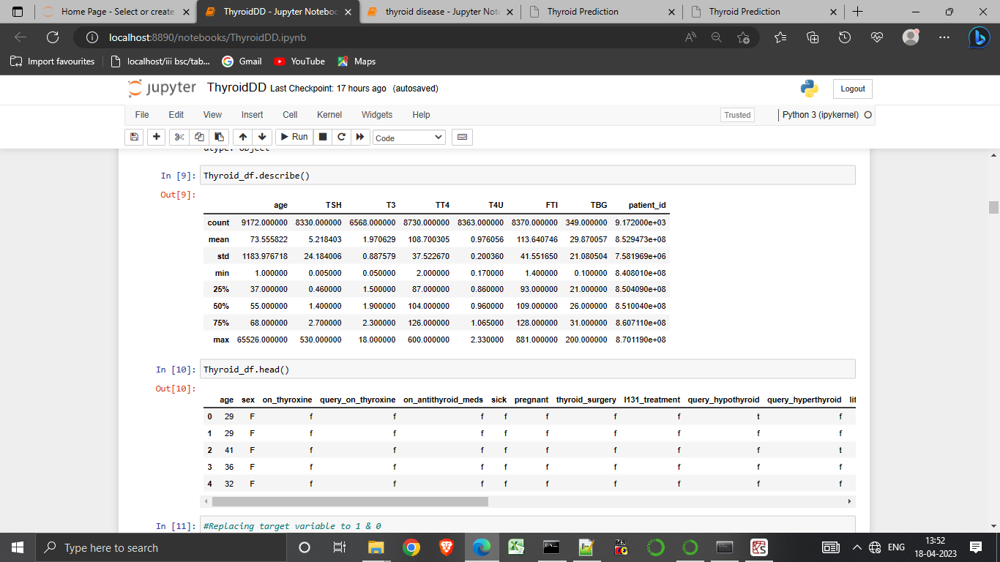 Home Page - Select or create
ThyroidDD - Jupyter Notebo
thyroid disease - Jupyter Not
Thyroid Prediction
Thyroid Prediction
localhost:8890/notebooks/ThyroidDD.ipynb
Import favourites
localhost/iii bsc/tab...
Gmail
YouTube
Maps
jupyter ThyroidDD Last Checkpoint: 17 hours ago (autosaved)
Logout
File Edit View Insert Cell Kernel Widgets Help
Trusted
Python 3 (ipykernel)
Run
Code
dtype: object
In [9]: Thyroid_df.describe()
Out[9]:
age TSH T3 TT4 T4U FTI TBG patient_id
count 9172.000000 8330.000000 6568.000000 8730.000000 8363.000000 8370.000000 349.000000 9.172000e+03
mean 73.555822 5.218403 1.970629 108.700305 0.976056 113.640746 29.870057 8.529473e+08
std 1183.976718 24.184006 0.887579 37.522670 0.200360 41.551650 21.080504 7.581969e+06
min 1.000000 0.005000 0.050000 2.000000 0.170000 1.400000 0.100000 8.408010e+08
25% 37.000000 0.460000 1.500000 87.000000 0.860000 93.000000 21.000000 8.504090e+08
50% 55.000000 1.400000 1.900000 104.000000 0.960000 109.000000 26.000000 8.510040e+08
75% 68.000000 2.700000 2.300000 126.000000 1.065000 128.000000 31.000000 8.607110e+08
max 65526.000000 530.000000 18.000000 600.000000 2.330000 881.000000 200.000000 8.701190e+08
In [10]: Thyroid_df.head()
Out[10]:
age sex on_thyroxine query_on_thyroxine on_antithyroid_meds sick pregnant thyroid_surgery I131_treatment query_hypothyroid query_hyperthyroid lit
0 29 F f f f f f f f t f
1 29 F f f f f f f f f f
2 41 F f f f f f f f f t
3 36 F f f f f f f f f f
4 32 F f f f f f f f f f
In [11]: #Replacing target variable to 1 & 0
Type here to search
ENG
13:52
18-04-2023